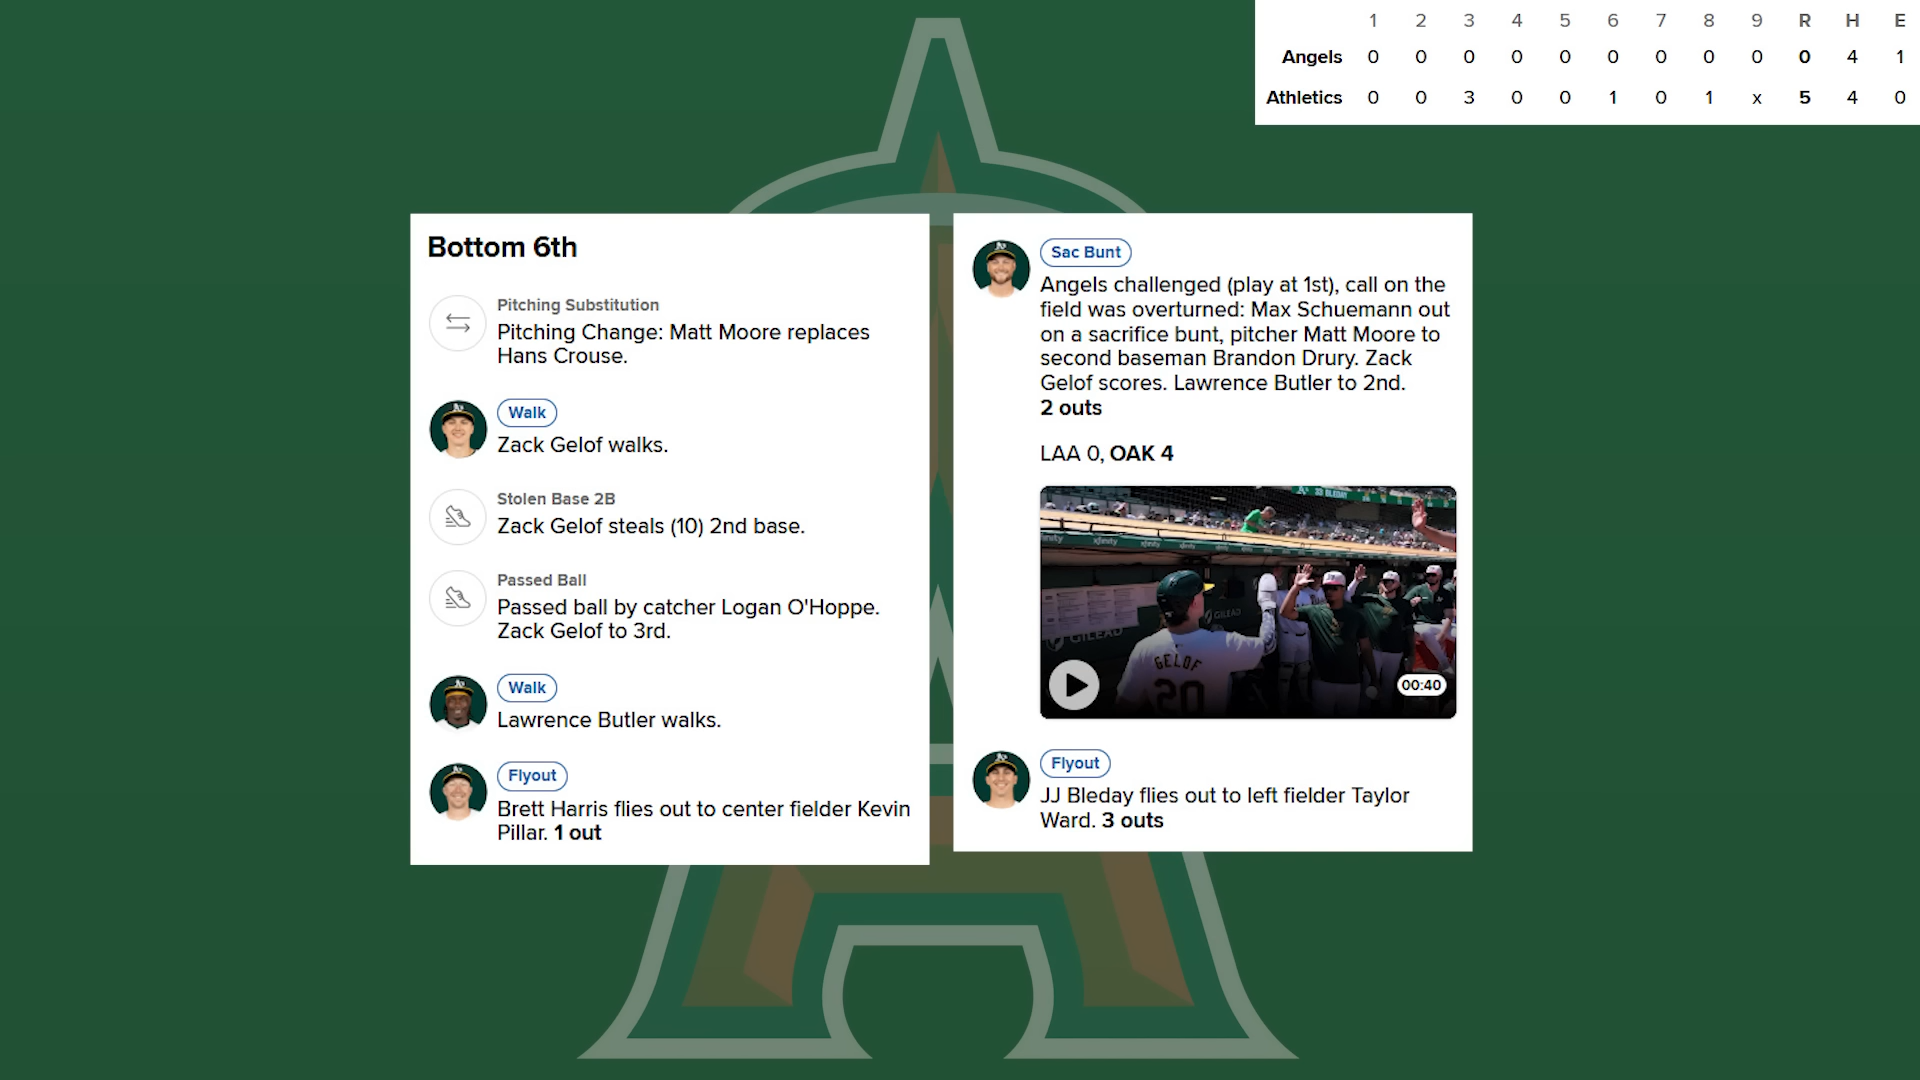 1 2 3 4 5 6 7 8 9 R H E
Angels 0 0 0 0 0 0 0 0 0 0 4 1
Athletics 0 0 3 0 0 1 0 1 x 5 4 0
Bottom 6th
Pitching Substitution
Pitching Change: Matt Moore replaces
Hans Crouse.
Walk
Zack Gelof walks.
Stolen Base 2B
Zack Gelof steals (10) 2nd base.
Passed Ball
Passed ball by catcher Logan O'Hoppe.
Zack Gelof to 3rd.
Walk
Lawrence Butler walks.
Flyout
Brett Harris flies out to center fielder Kevin
Pillar. 1 out
Sac Bunt
Angels challenged (play at 1st), call on the
field was overturned: Max Schuemann out
on a sacrifice bunt, pitcher Matt Moore to
second baseman Brandon Drury. Zack
Gelof scores. Lawrence Butler to 2nd.
2 outs
LAA 0, OAK 4
33 BLEDAY
xfinity xfinity xfinity
GILEAD
GILEAD
GELOF
20
00:40
Flyout
JJ Bleday flies out to left fielder Taylor
Ward. 3 outs